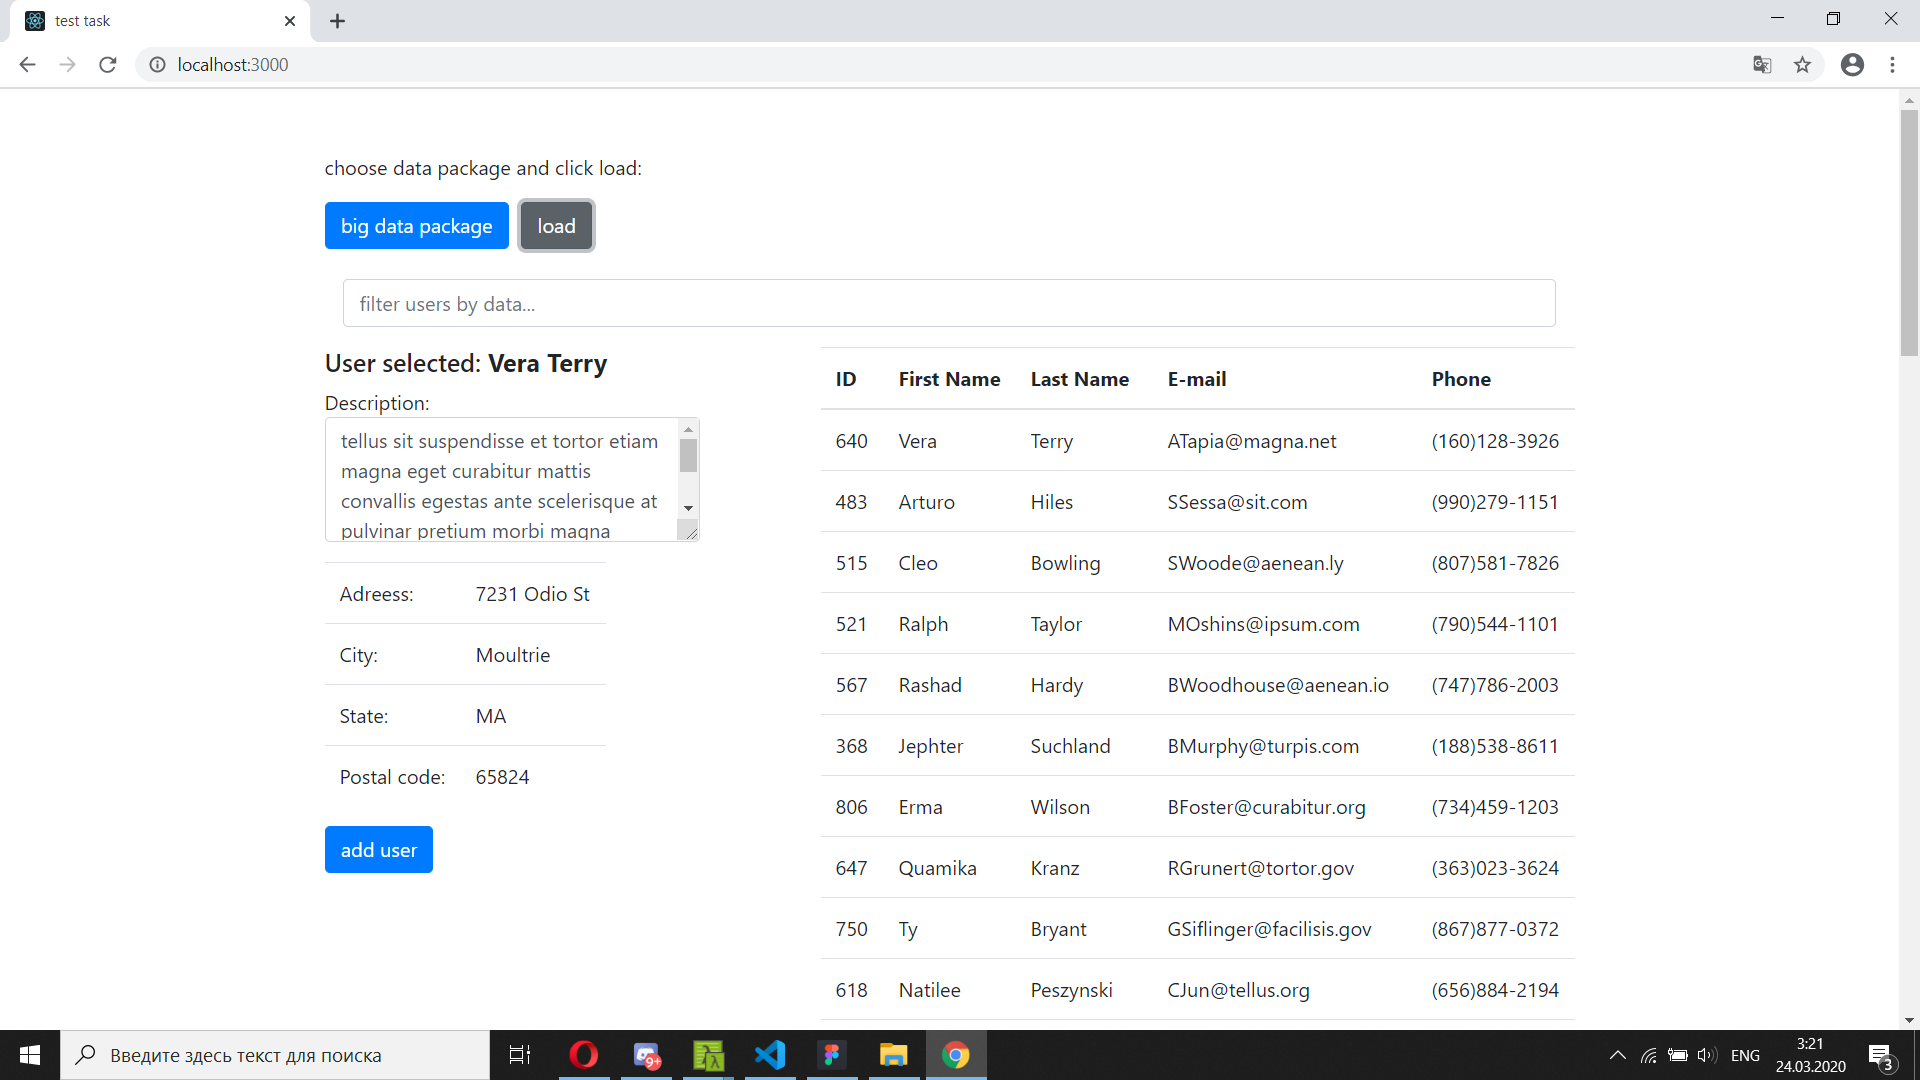 test task
localhost:3000
choose data package and click load:
big data package load
filter users by data...
User selected: Vera Terry
Description:
tellus sit suspendisse et tortor etiam
magna eget curabitur mattis
convallis egestas ante scelerisque at
pulvinar pretium morbi magna
Adreess: 7231 Odio St
City: Moultrie
State: MA
Postal code: 65824
add user
ID First Name Last Name E-mail Phone
640 Vera Terry ATapia@magna.net (160)128-3926
483 Arturo Hiles SSessa@sit.com (990)279-1151
515 Cleo Bowling SWoode@aenean.ly (807)581-7826
521 Ralph Taylor MOshins@ipsum.com (790)544-1101
567 Rashad Hardy BWoodhouse@aenean.io (747)786-2003
368 Jephter Suchland BMurphy@turpis.com (188)538-8611
806 Erma Wilson BFoster@curabitur.org (734)459-1203
647 Quamika Kranz RGrunert@tortor.gov (363)023-3624
750 Ty Bryant GSiflinger@facilisis.gov (867)877-0372
618 Natilee Peszynski CJun@tellus.org (656)884-2194
Введите здесь текст для поиска
9+
ENG
3:21
24.03.2020
3